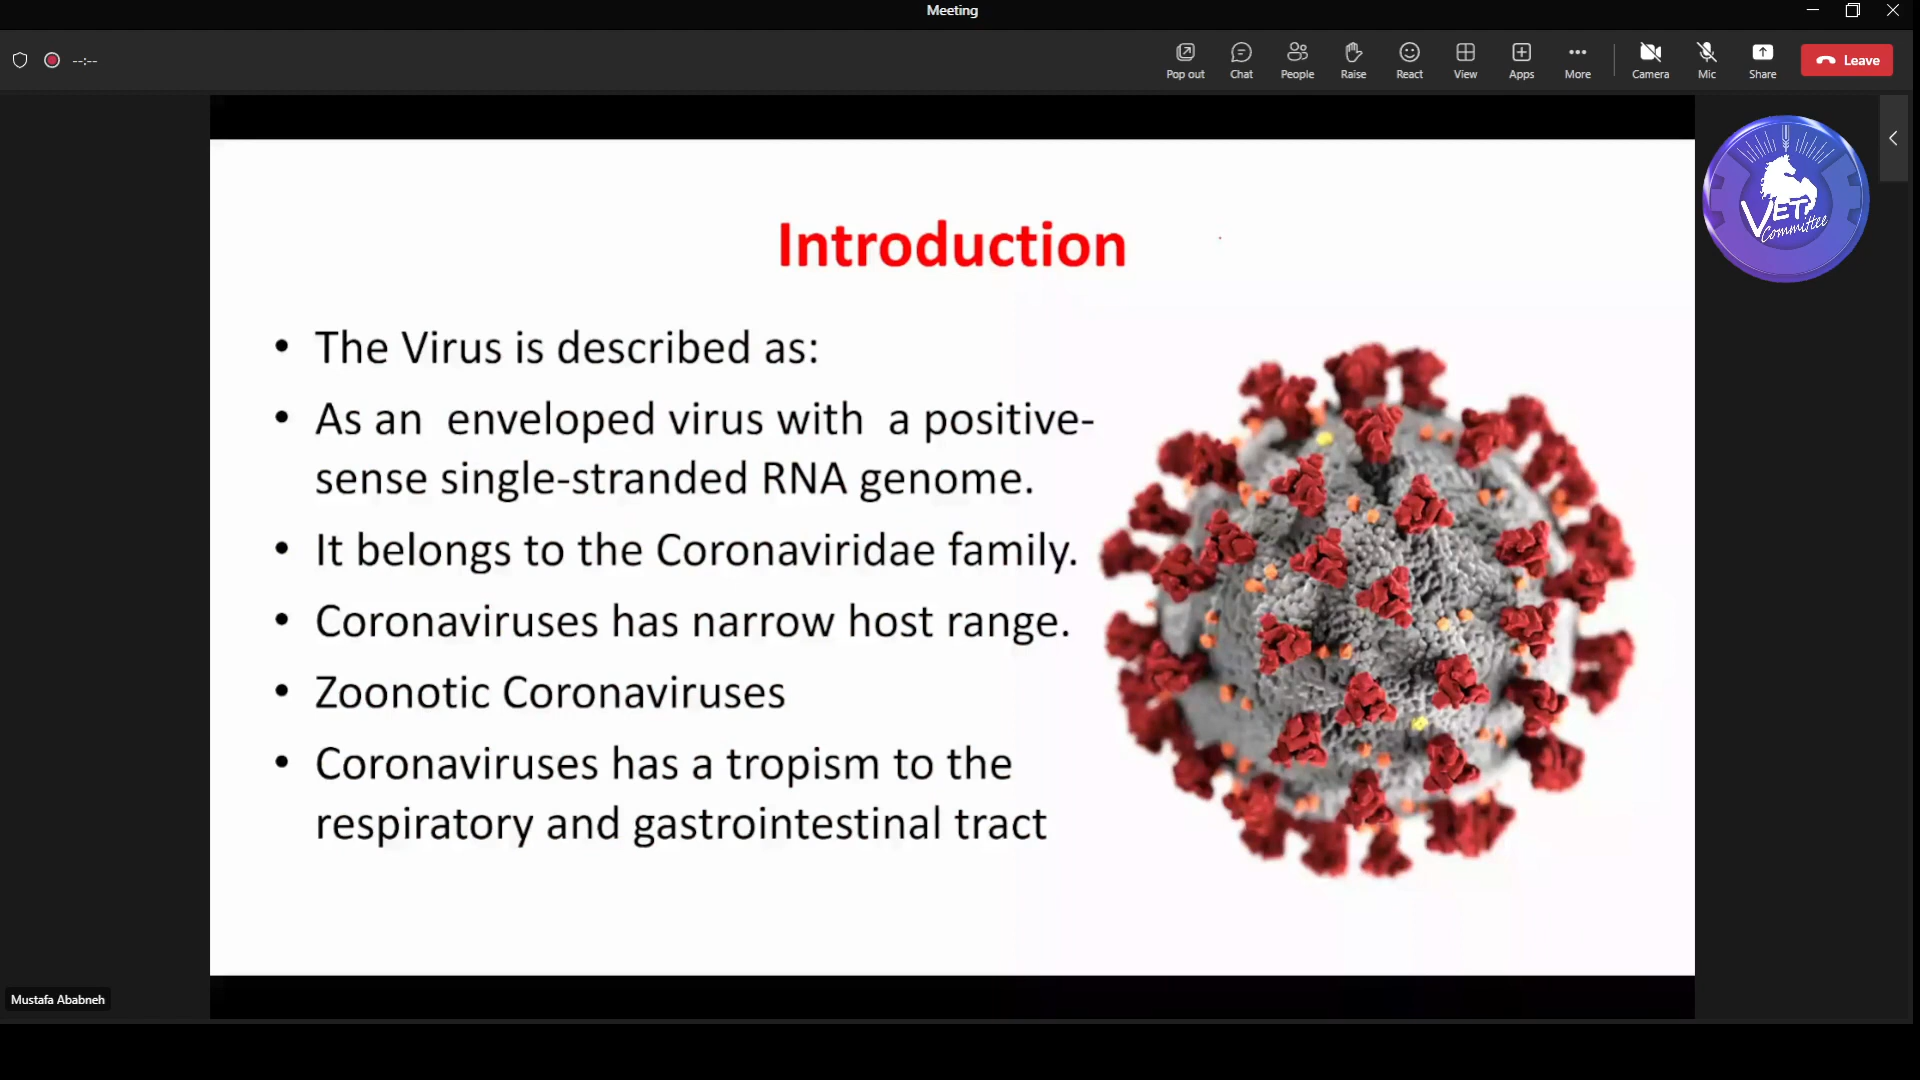 Meeting
--:--
Pop out
Chat
People
Raise
React
View
Apps
More
Camera
Mic
Share
Leave
VET
Committee
Introduction
• The Virus is described as:
• As an  enveloped virus with  a positive-
sense single-stranded RNA genome.
• It belongs to the Coronaviridae family.
• Coronaviruses has narrow host range.
• Zoonotic Coronaviruses
• Coronaviruses has a tropism to the
respiratory and gastrointestinal tract
Mustafa Ababneh